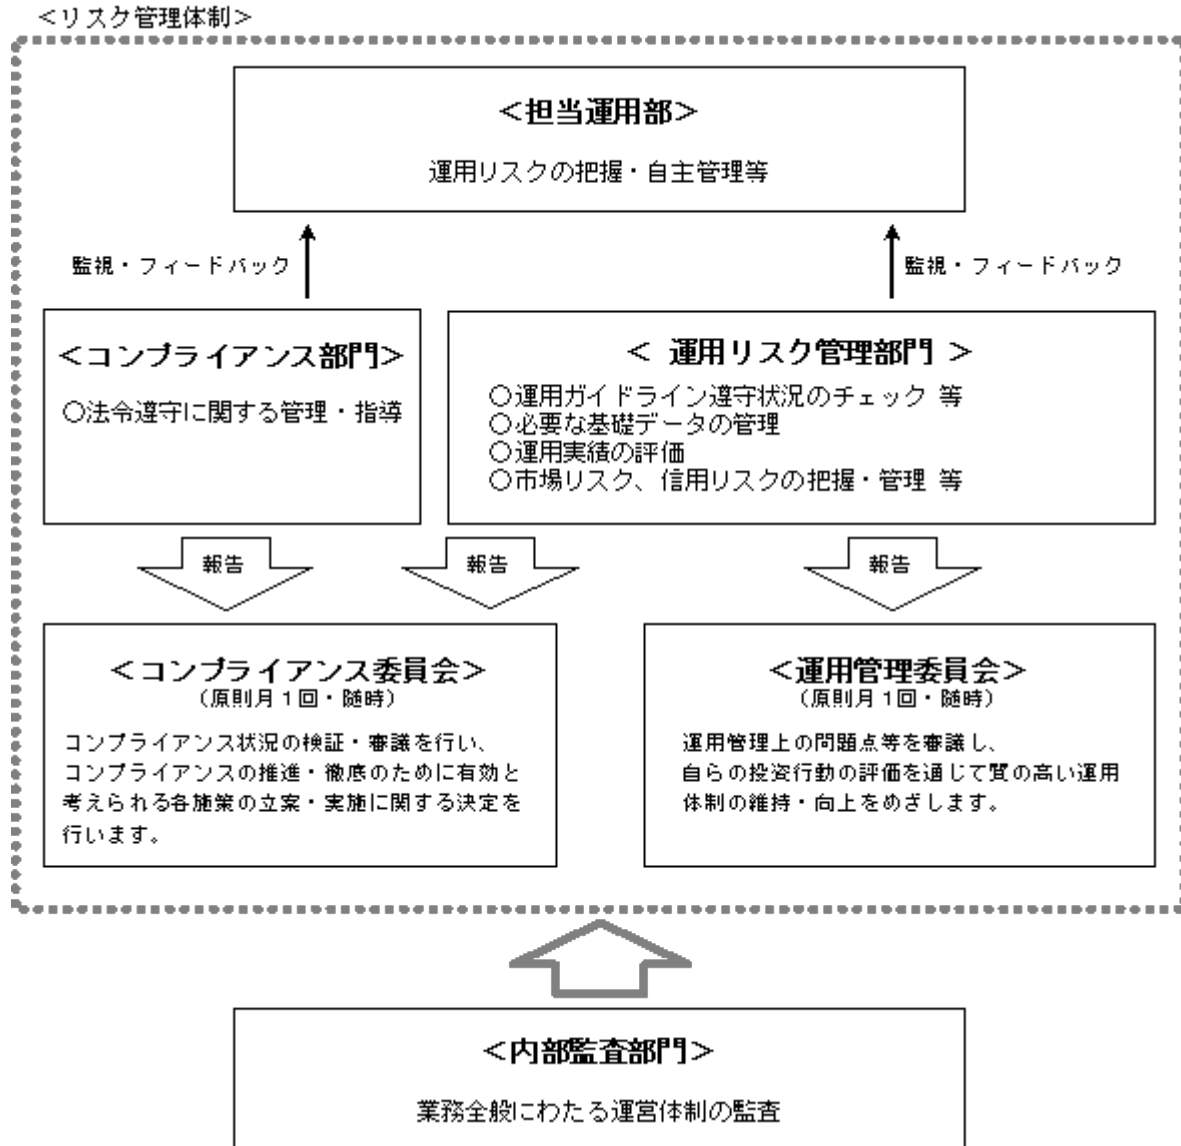 ＜リスク管理体制＞
＜担当運用部＞
運用リスクの把握・自主管理等
監視・フィードバック
監視・フィードバック
＜コンプライアンス部門＞
○法令遵守に関する管理・指導
＜ 運用リスク管理部門 ＞
○運用ガイドライン遵守状況のチェック 等
○必要な基礎データの管理
○運用実績の評価
○市場リスク、信用リスクの把握・管理 等
報告
報告
報告
＜コンプライアンス委員会＞
（原則月１回・随時）
コンプライアンス状況の検証・審議を行い、
コンプライアンスの推進・徹底のために有効と
考えられる各施策の立案・実施に関する決定を
行います。
＜運用管理委員会＞
（原則月１回・随時）
運用管理上の問題点等を審議し、
自らの投資行動の評価を通じて質の高い運用
体制の維持・向上をめざします。
＜内部監査部門＞
業務全般にわたる運営体制の監査